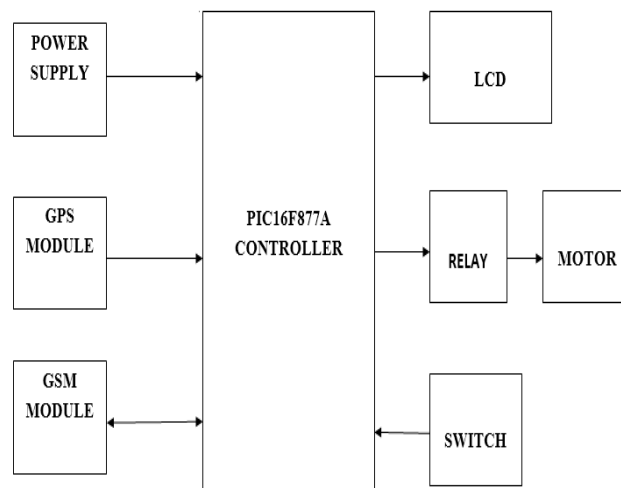 POWER
SUPPLY
LCD
GPS
MODULE
PIC16F877A
CONTROLLER
RELAY
MOTOR
GSM
MODULE
SWITCH